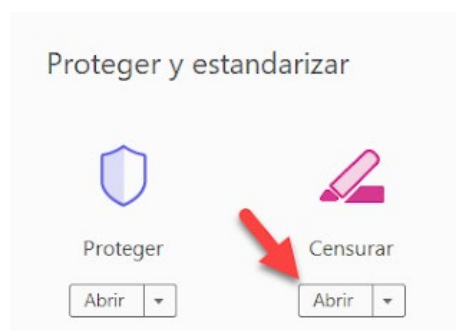 Proteger y estandarizar
Proteger
Censurar
Abrir
Abrir